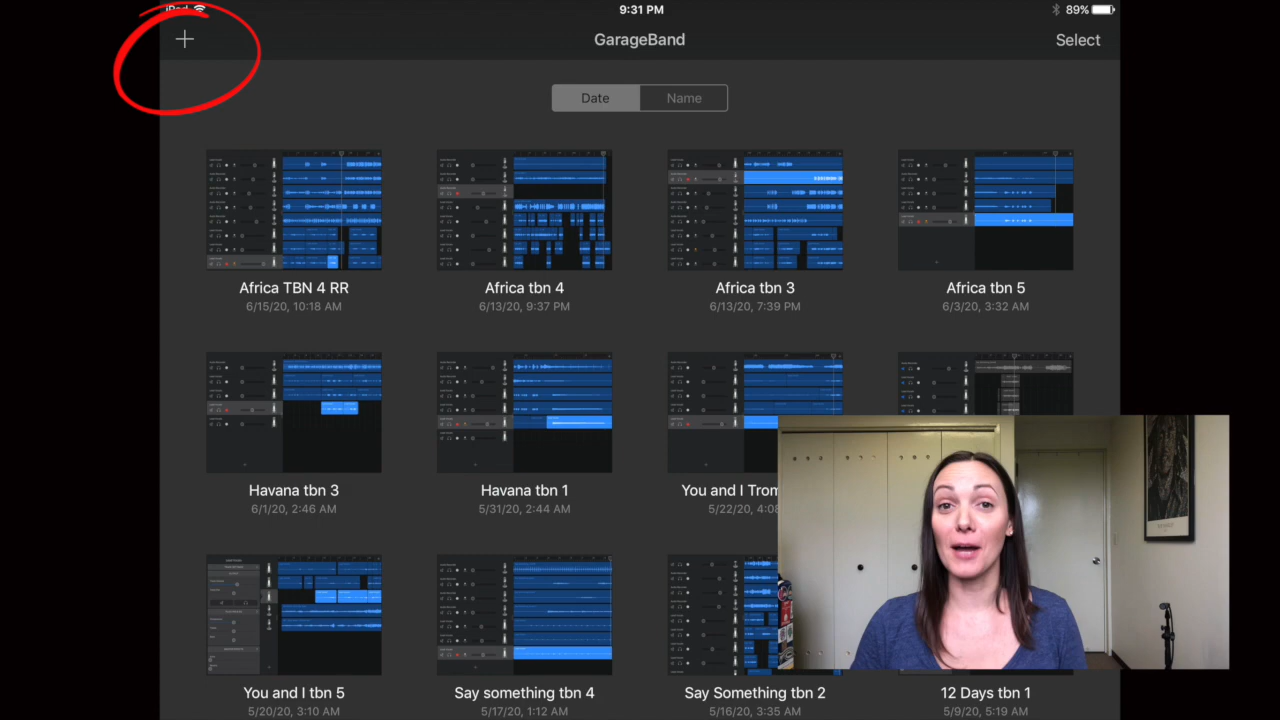 iPad 9:31 PM 89%
GarageBand Select
Date Name
Africa TBN 4 RR Africa tbn 4 Africa tbn 3 Africa tbn 5
6/15/20, 10:18 AM 6/13/20, 9:37 PM 6/13/20, 7:39 PM 6/3/20, 3:32 AM
Havana tbn 3 Havana tbn 1 You and I Trom
6/1/20, 2:46 AM 5/31/20, 2:44 AM 5/22/20, 4:08
You and I tbn 5 Say something tbn 4 Say Something tbn 2 12 Days tbn 1
5/20/20, 3:10 AM 5/17/20, 1:12 AM 5/16/20, 3:35 AM 5/9/20, 5:19 AM